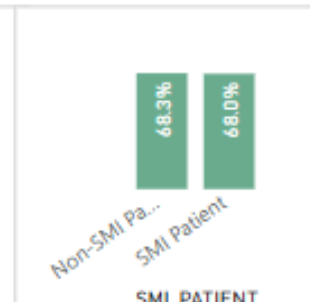 68.3%
68.0%
Non-SMI Pa...
SMI Patient
SMI PATIENT